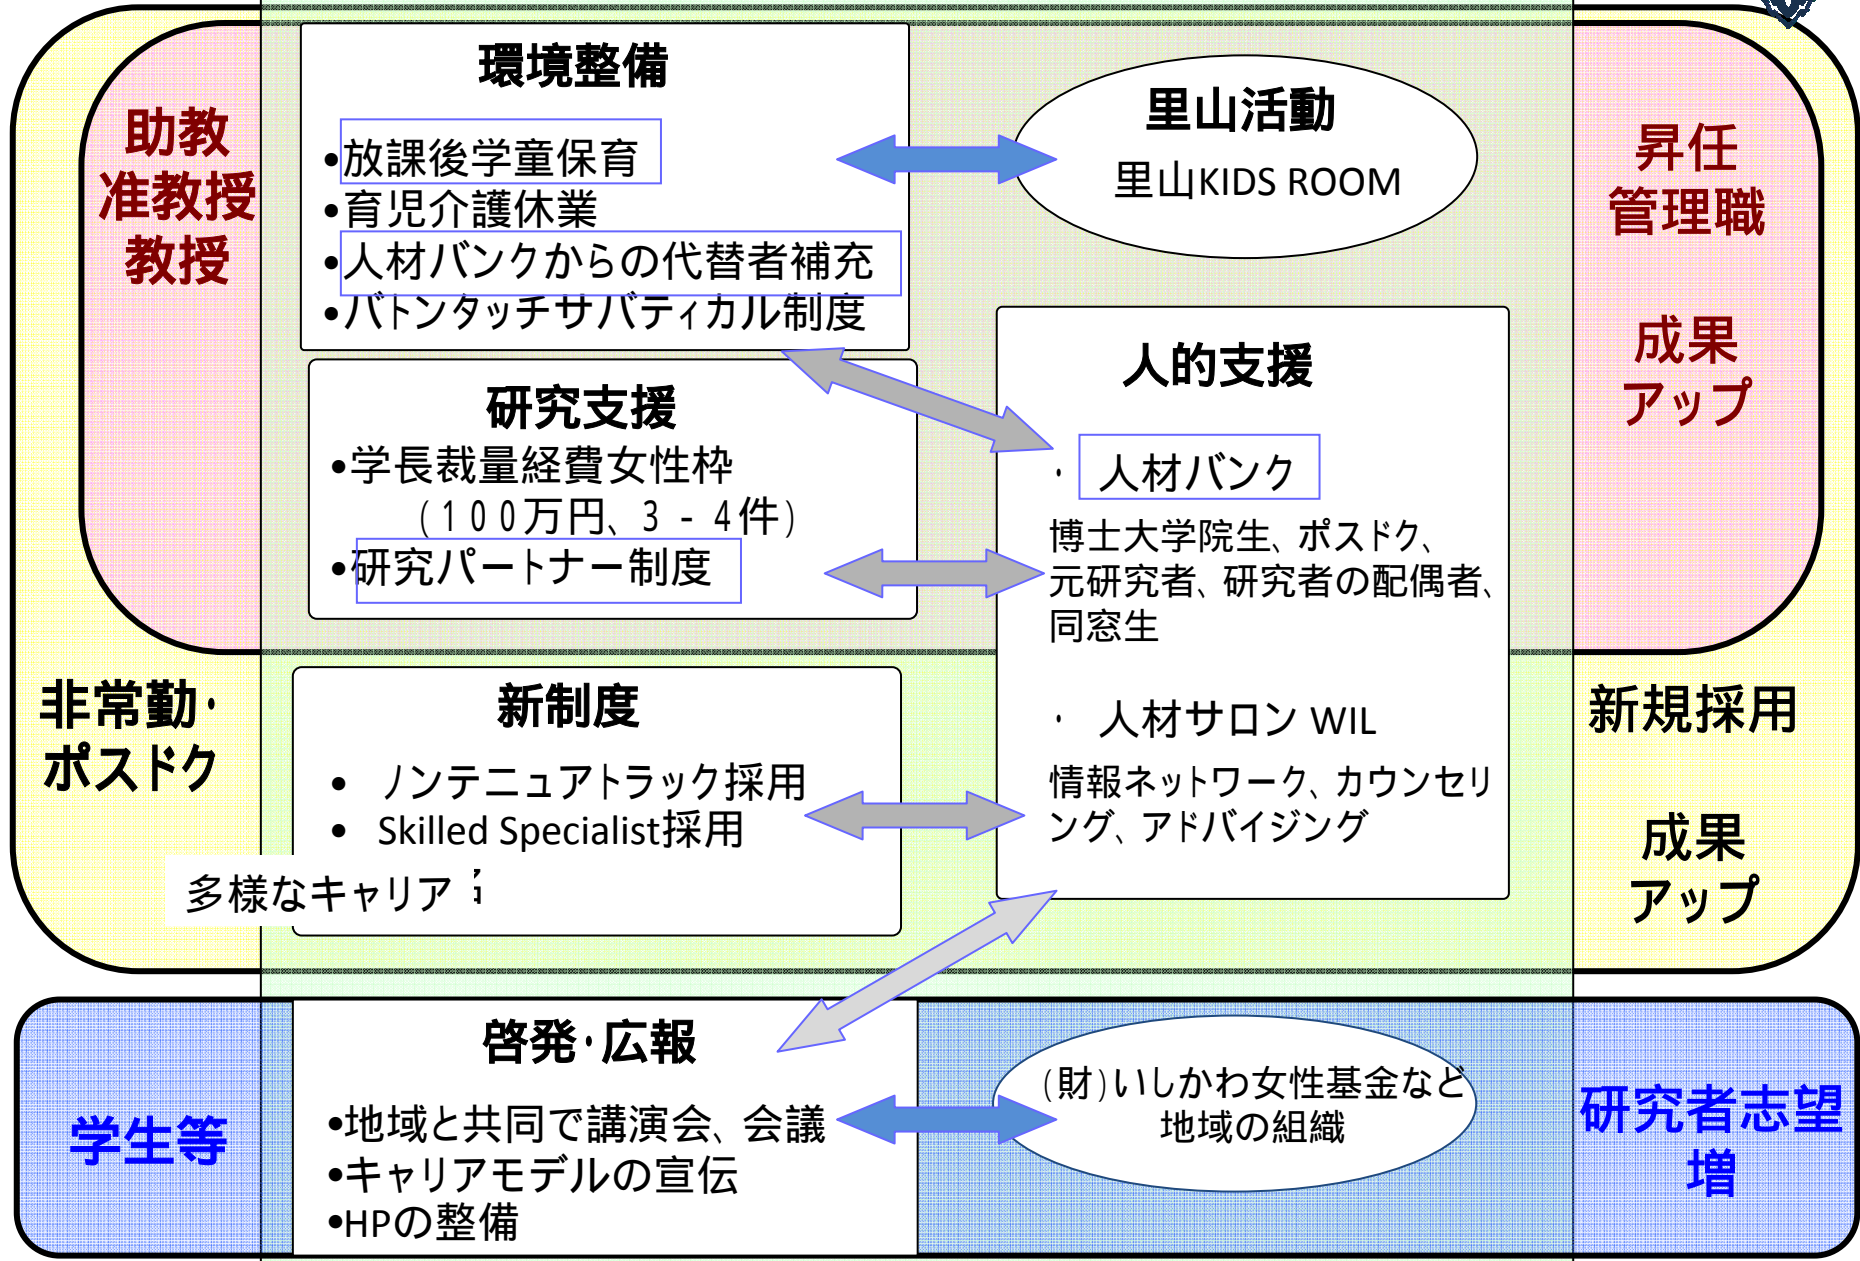 助教
准教授
教授
環境整備
•放課後学童保育
•育児介護休業
•人材バンクからの代替者補充
•バトンタッチサバティカル制度
里山活動
里山KIDS ROOM
昇任
管理職
成果
アップ
研究支援
•学長裁量経費女性枠
(100万円、3-4件)
•研究パートナー制度
人的支援
・ 人材バンク
博士大学院生、ポスドク、
元研究者、研究者の配偶者、
同窓生
・ 人材サロン WIL
情報ネットワーク、カウンセリ
ング、アドバイジング
非常勤・
ポスドク
新制度
• ノンテニュアトラック採用
• Skilled Specialist採用
多様なキャリア
新規採用
成果
アップ
学生等
啓発・広報
•地域と共同で講演会、会議
•キャリアモデルの宣伝
•HPの整備
(財)いしかわ女性基金など
地域の組織
研究者志望
増